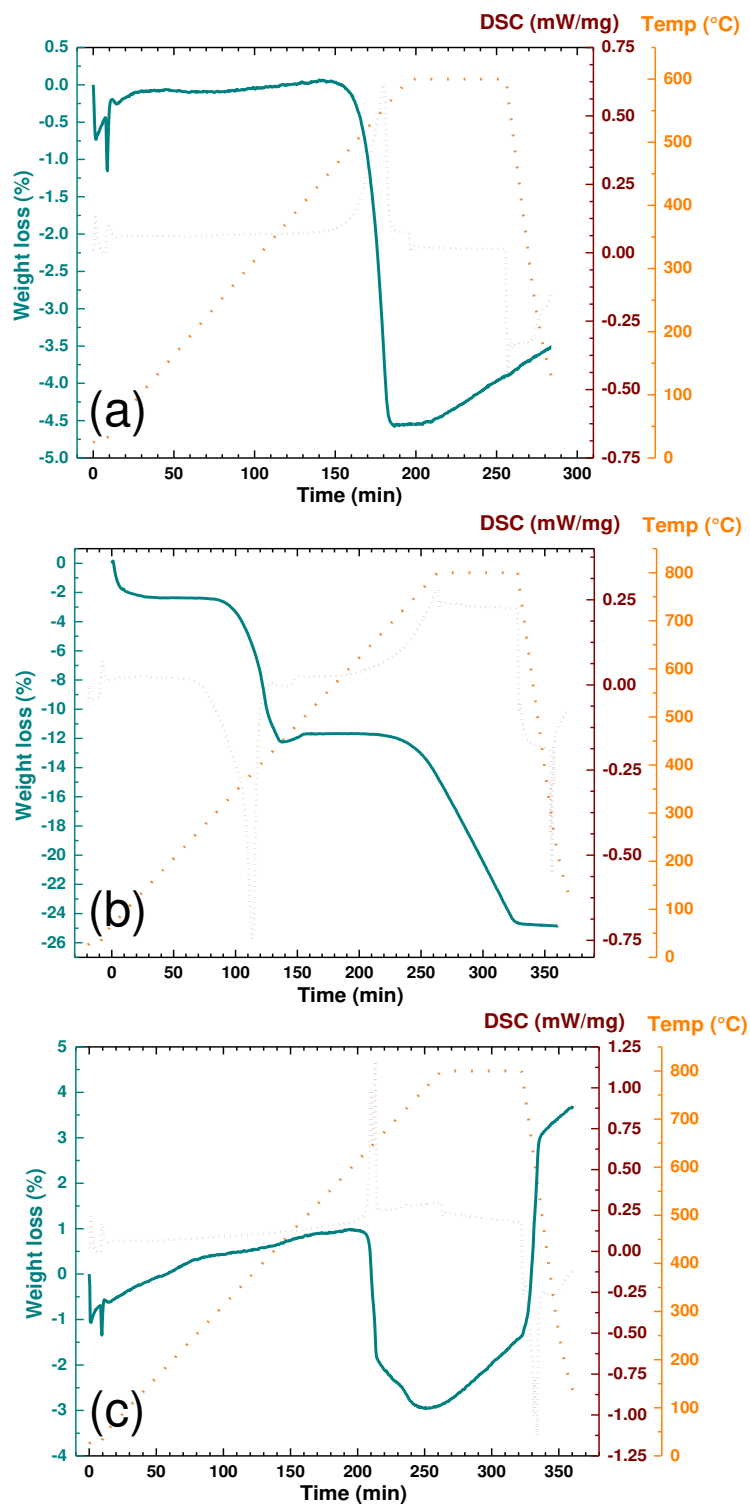 DSC (mW/mg) Temp (°C)
0.5 0.75
0.0 600
-0.5 0.50 500
-1.0
-1.5 0.25 400
-2.0
-2.5 0.00 300
-3.0
-3.5 -0.25 200
-4.0 -0.50 100
-4.5
-5.0 -0.75 0
Weight loss (%)
(a)
0 50 100 150 200 250 300
Time (min)
DSC (mW/mg) Temp (°C)
0 800
-2 0.25 700
-4
-6 600
-8 0.00 500
-10
-12 400
-14 -0.25
-16 300
-18
-20 -0.50 200
-22
-24 100
-26 -0.75 0
Weight loss (%)
(b)
0 50 100 150 200 250 300 350
Time (min)
DSC (mW/mg) Temp (°C)
5 1.25
4 1.00 800
3 0.75 700
2 0.50 600
1 0.25 500
0 0.00 400
-1 -0.25 300
-2 -0.50 200
-3 -0.75 100
-4 -1.00 0
-1.25
Weight loss (%)
(c)
0 50 100 150 200 250 300 350
Time (min)